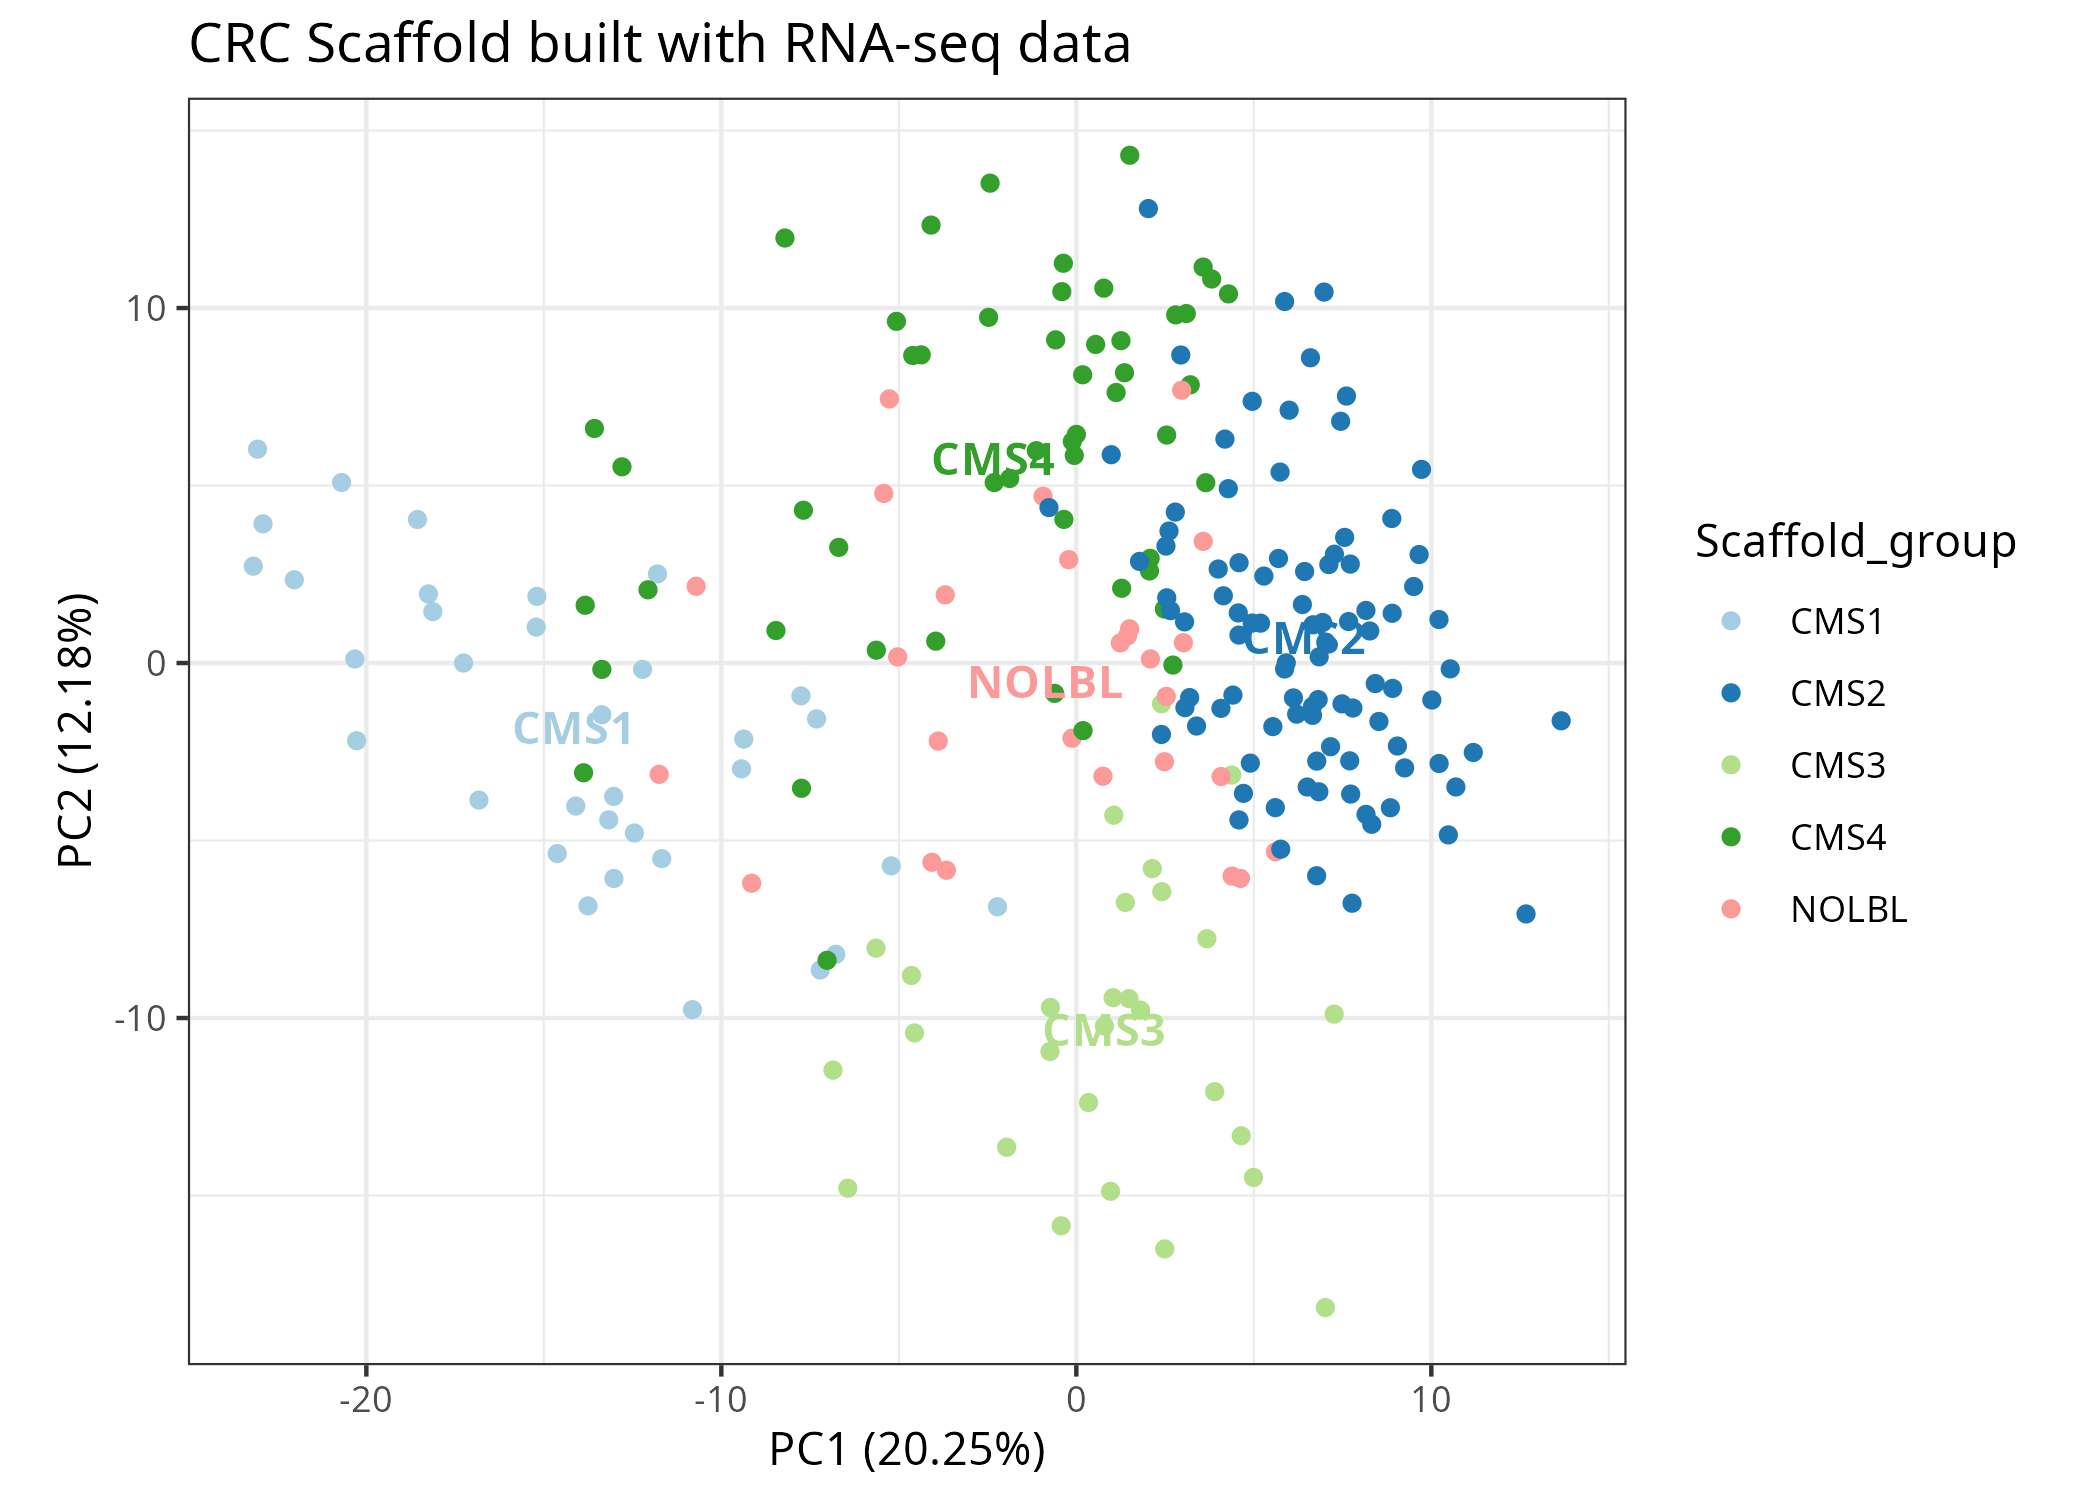 CRC Scaffold built with RNA-seq data
PC2 (12.18%)
10
0
-10
CMS4
CMS2
NOLBL
CMS1
CMS3
-20
-10
0
10
PC1 (20.25%)
Scaffold_group
CMS1
CMS2
CMS3
CMS4
NOLBL